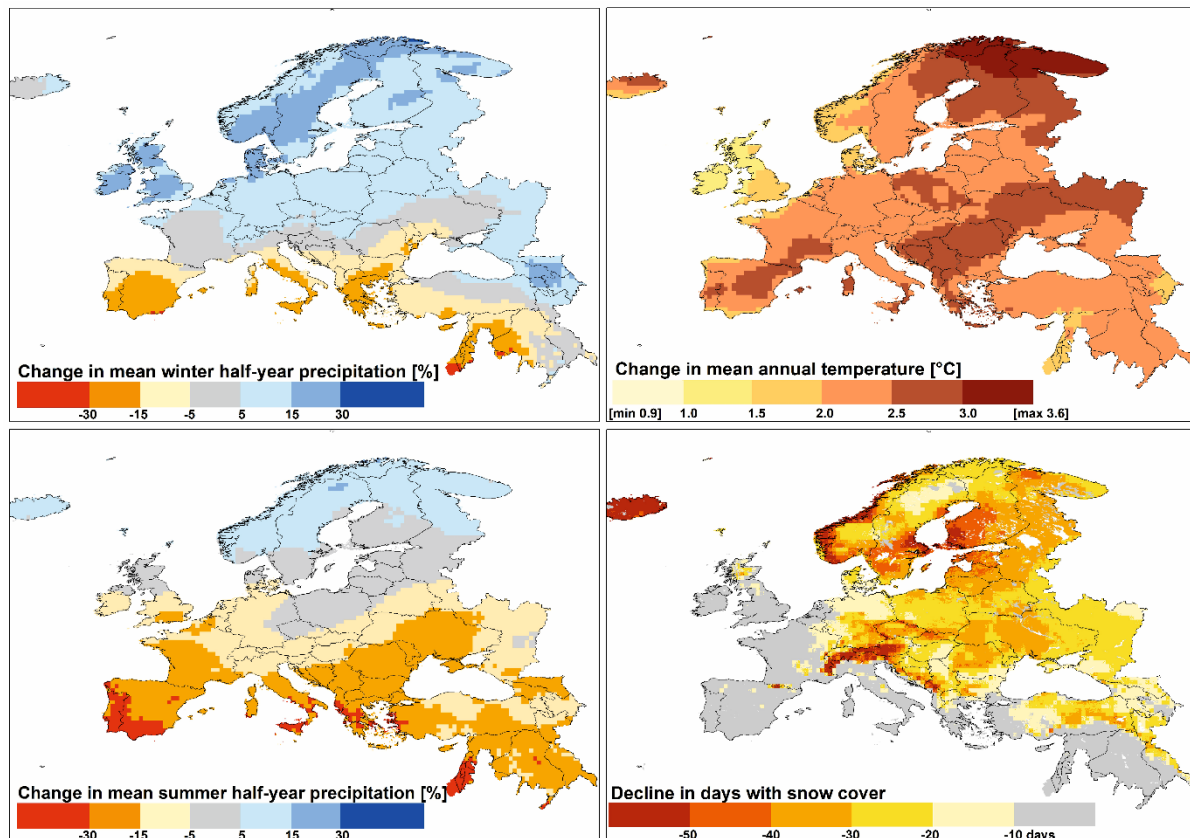 Change in mean winter half-year precipitation [%]
-30 -15 -5 5 15 30
Change in mean annual temperature [°C]
[min 0.9] 1.0 1.5 2.0 2.5 3.0 [max 3.6]
Change in mean summer half-year precipitation [%]
-30 -15 -5 5 15 30
Decline in days with snow cover
-50 -40 -30 -20 -10 days